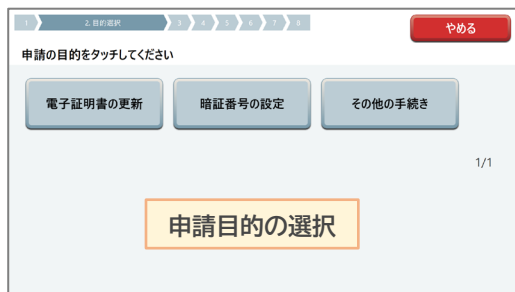 1 2. 目的選択 3 4 5 6 7 8
やめる
申請の目的をタッチしてください
電子証明書の更新 暗証番号の設定 その他の手続き
1/1
申請目的の選択